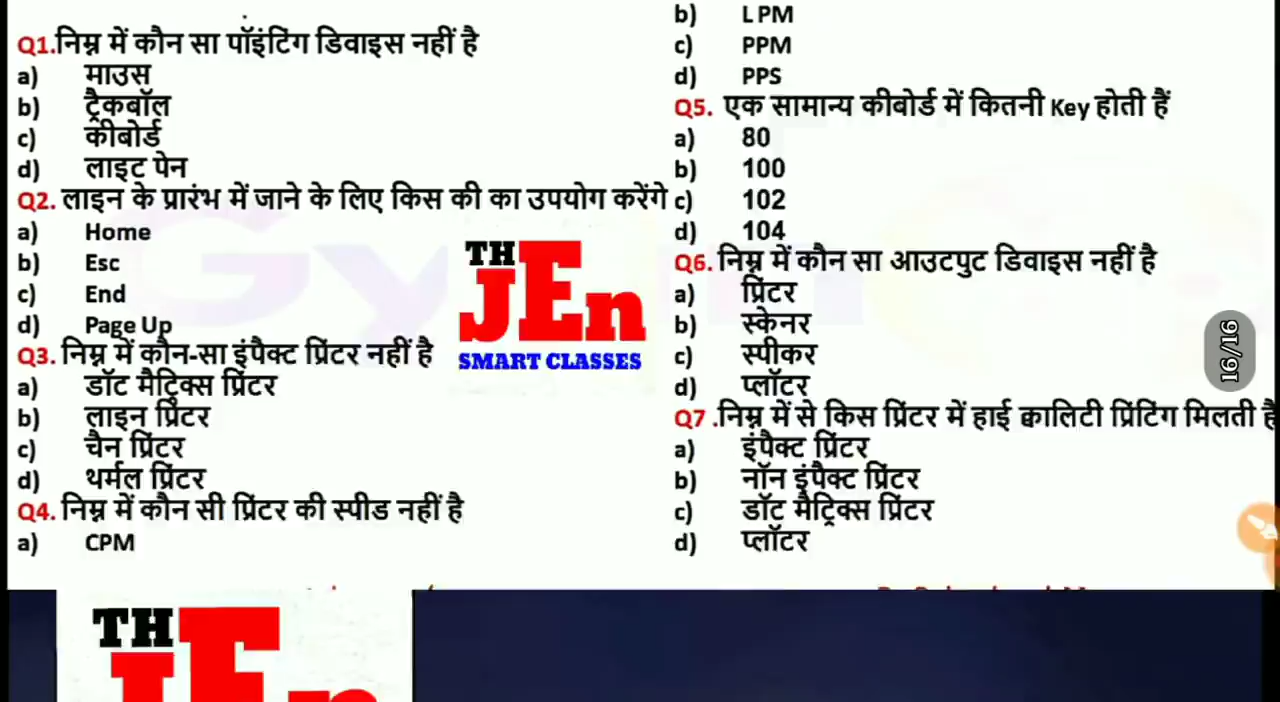 Q1.निम्न में कौन सा पॉइंटिंग डिवाइस नहीं है
a) माउस
b) ट्रैकबॉल
c) कीबोर्ड
d) लाइट पेन
Q2. लाइन के प्रारंभ में जाने के लिए किस की का उपयोग करेंगे
a) Home
b) Esc
c) End
d) Page Up
Q3. निम्न में कौन-सा इंपैक्ट प्रिंटर नहीं है
a) डॉट मैट्रिक्स प्रिंटर
b) लाइन प्रिंटर
c) चैन प्रिंटर
d) थर्मल प्रिंटर
Q4. निम्न में कौन सी प्रिंटर की स्पीड नहीं है
a) CPM
b) LPM
c) PPM
d) PPS
Q5. एक सामान्य कीबोर्ड में कितनी Key होती हैं
a) 80
b) 100
c) 102
d) 104
Q6. निम्न में कौन सा आउटपुट डिवाइस नहीं है
a) प्रिंटर
b) स्केनर
c) स्पीकर
d) प्लॉटर
Q7 .निम्न में से किस प्रिंटर में हाई क्वालिटी प्रिंटिंग मिलती है
a) इंपैक्ट प्रिंटर
b) नॉन इंपैक्ट प्रिंटर
c) डॉट मैट्रिक्स प्रिंटर
d) प्लॉटर
TH
JEn
SMART CLASSES
16/16
TH
JEn